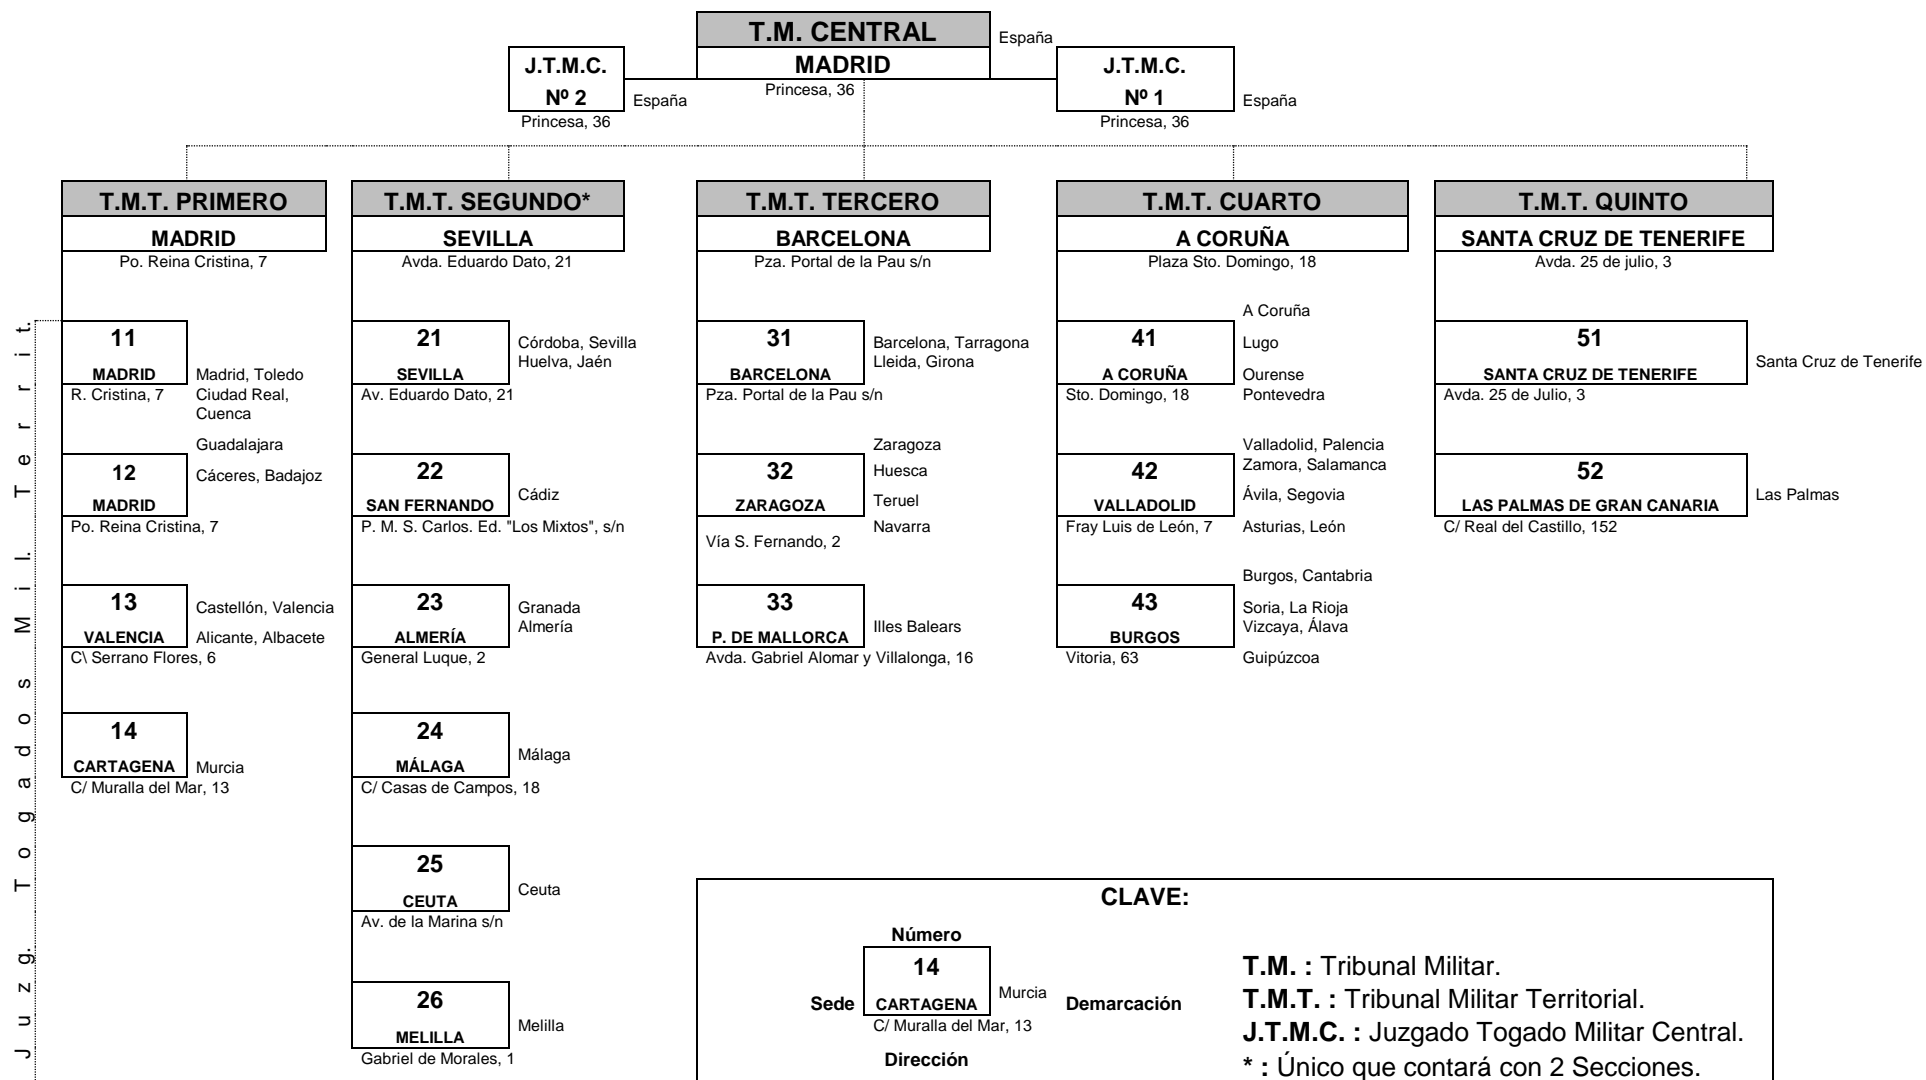 T.M. CENTRAL
España
MADRID
Princesa, 36
J.T.M.C.
Nº 2
España
Princesa, 36
J.T.M.C.
Nº 1
España
Princesa, 36
T.M.T. PRIMERO
MADRID
Po. Reina Cristina, 7
T.M.T. SEGUNDO*
SEVILLA
Avda. Eduardo Dato, 21
T.M.T. TERCERO
BARCELONA
Pza. Portal de la Pau s/n
T.M.T. CUARTO
A CORUÑA
Plaza Sto. Domingo, 18
T.M.T. QUINTO
SANTA CRUZ DE TENERIFE
Avda. 25 de julio, 3
Juzg. Togados Mil. Territ.
11
MADRID
R. Cristina, 7
Madrid, Toledo
Ciudad Real,
Cuenca
Guadalajara
12
MADRID
Po. Reina Cristina, 7
Cáceres, Badajoz
13
VALENCIA
C\ Serrano Flores, 6
Castellón, Valencia
Alicante, Albacete
14
CARTAGENA
C/ Muralla del Mar, 13
Murcia
21
SEVILLA
Av. Eduardo Dato, 21
Córdoba, Sevilla
Huelva, Jaén
22
SAN FERNANDO
P. M. S. Carlos. Ed. "Los Mixtos", s/n
Cádiz
23
ALMERÍA
General Luque, 2
Granada
Almería
24
MÁLAGA
C/ Casas de Campos, 18
Málaga
25
CEUTA
Av. de la Marina s/n
Ceuta
26
MELILLA
Gabriel de Morales, 1
Melilla
31
BARCELONA
Pza. Portal de la Pau s/n
Barcelona, Tarragona
Lleida, Girona
32
ZARAGOZA
Vía S. Fernando, 2
Zaragoza
Huesca
Teruel
Navarra
33
P. DE MALLORCA
Avda. Gabriel Alomar y Villalonga, 16
Illes Balears
41
A CORUÑA
Sto. Domingo, 18
A Coruña
Lugo
Ourense
Pontevedra
42
VALLADOLID
Fray Luis de León, 7
Valladolid, Palencia
Zamora, Salamanca
Ávila, Segovia
Asturias, León
43
BURGOS
Vitoria, 63
Burgos, Cantabria
Soria, La Rioja
Vizcaya, Álava
Guipúzcoa
51
SANTA CRUZ DE TENERIFE
Avda. 25 de Julio, 3
Santa Cruz de Tenerife
52
LAS PALMAS DE GRAN CANARIA
C/ Real del Castillo, 152
Las Palmas
CLAVE:
Número
14
Sede
CARTAGENA
Murcia
Demarcación
C/ Muralla del Mar, 13
Dirección
T.M. : Tribunal Militar.
T.M.T. : Tribunal Militar Territorial.
J.T.M.C. : Juzgado Togado Militar Central.
* : Único que contará con 2 Secciones.